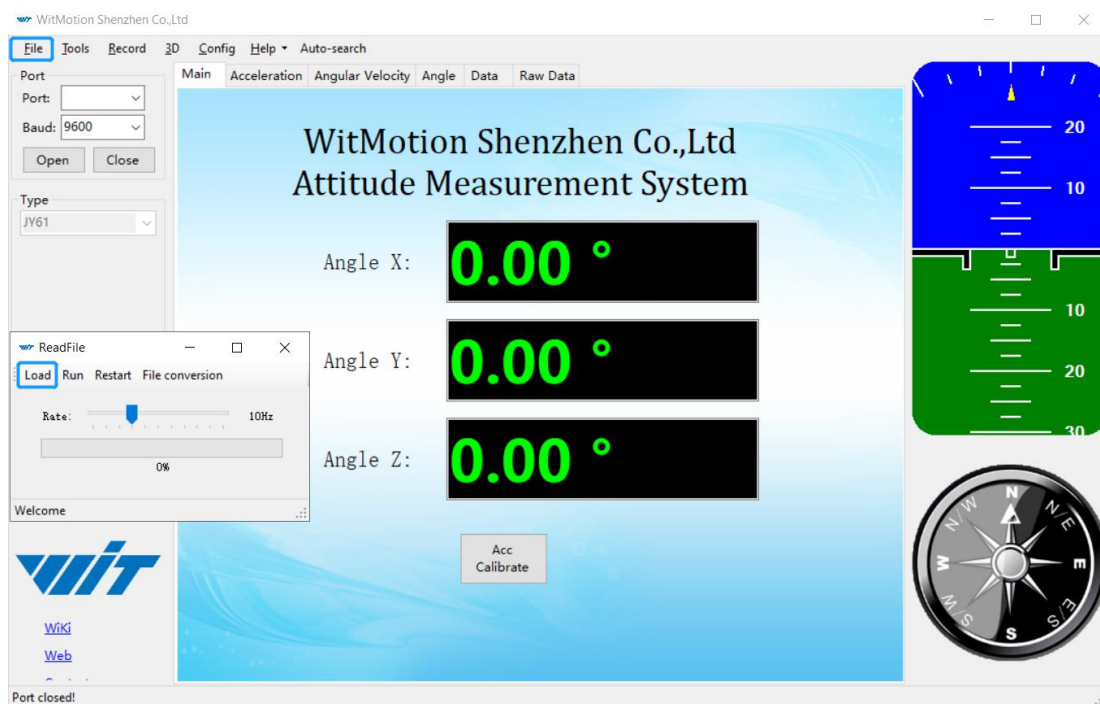 WitMotion Shenzhen Co.,Ltd
File Tools Record 3D Config Help Auto-search
Port
Port:
Baud: 9600
Open Close
Type
JY61
Main Acceleration Angular Velocity Angle Data Raw Data
WitMotion Shenzhen Co.,Ltd
Attitude Measurement System
Angle X: 0.00 °
Angle Y: 0.00 °
Angle Z: 0.00 °
Acc
Calibrate
ReadFile
Load Run Restart File conversion
Rate: 10Hz
0%
Welcome
WIT
WiKi
Web
Port closed!
20
10
10
20
30
N
N/E
E
E/S
S
S/W
W
N/W